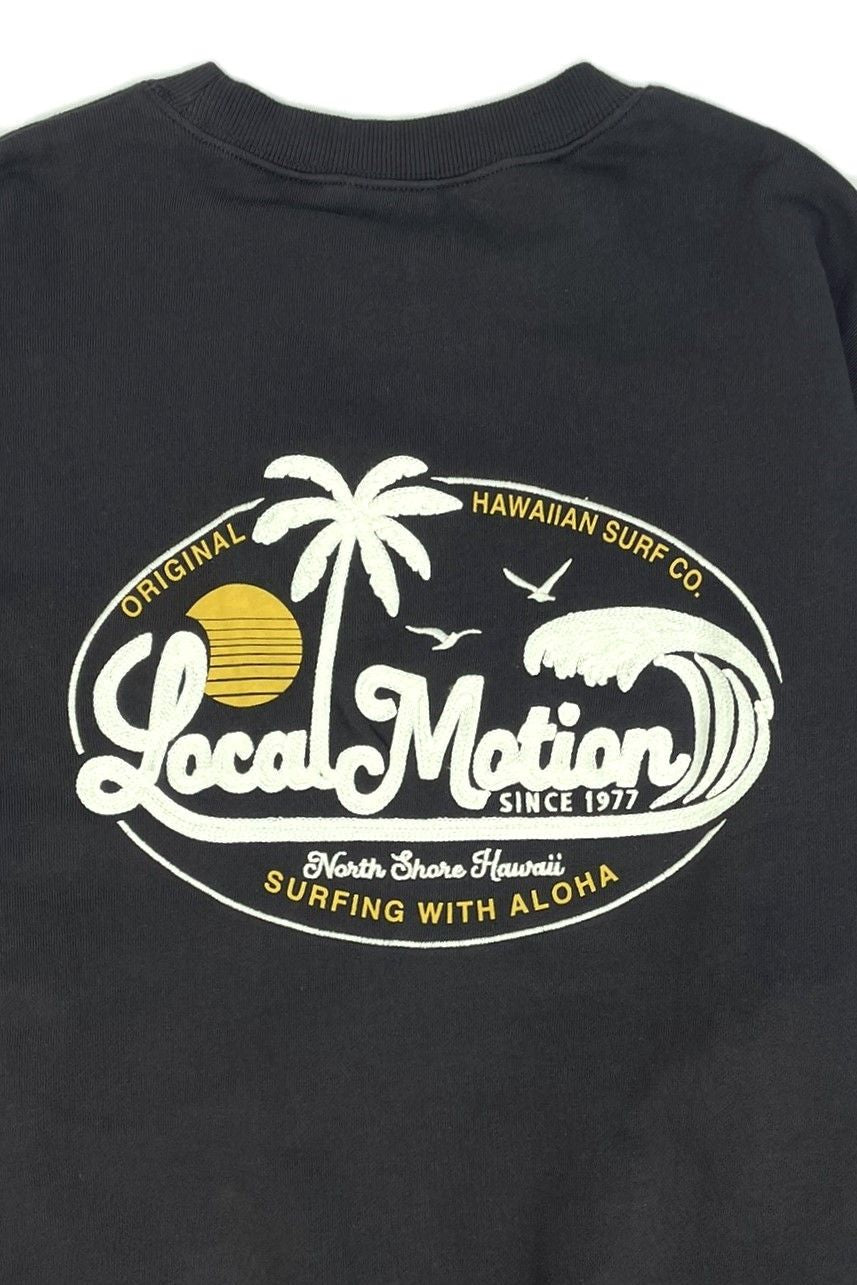 ORIGINAL
HAWAIIAN SURF CO.
Local Motion
SINCE 1977
North Shore Hawaii
SURFING WITH ALOHA